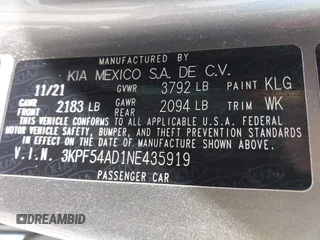 MANUFACTURED BY
KIA MEXICO S.A. DE C.V.
11/21 GVWR 3792 LB PAINT KLG
GAWR FRONT 2183 LB GAWR REAR 2094 LB TRIM WK
THIS VEHICLE CONFORMS TO ALL APPLICABLE FEDERAL MOTOR
VEHICLE SAFETY, BUMPER, AND THEFT PREVENTION STANDARDS
IN EFFECT ON THE DATE OF MANUFACTURE SHOWN ABOVE.
V.I.N. 3KPF54AD1NE435919
PASSENGER CAR
DREAMBID